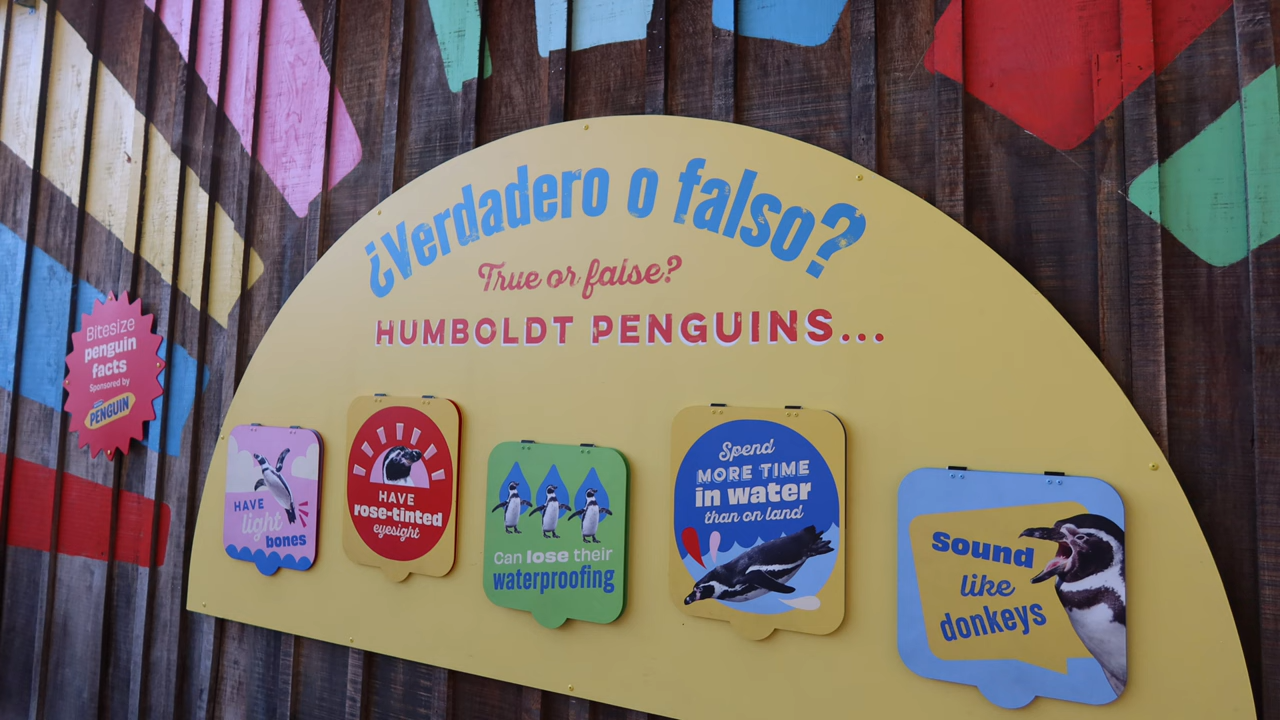 ¿Verdadero o falso?
True or false?
HUMBOLDT PENGUINS...
Bitesize
penguin
facts
Sponsored by
PENGUIN
HAVE
light
bones
HAVE
rose-tinted
eyesight
Can lose their
waterproofing
Spend
MORE TIME
in water
than on land
Sound
like
donkeys